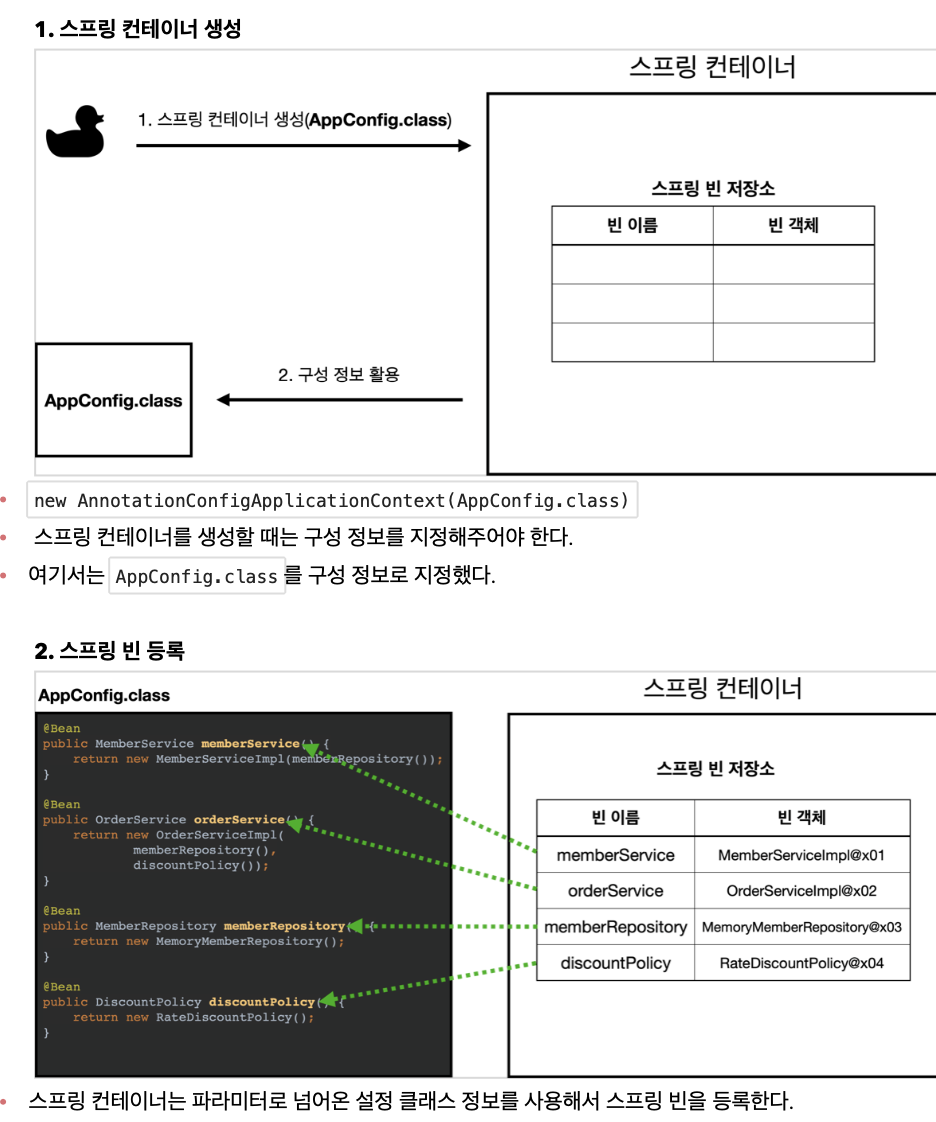 1. 스프링 컨테이너 생성
스프링 컨테이너
1. 스프링 컨테이너 생성(AppConfig.class)
스프링 빈 저장소
빈 이름 빈 객체
2. 구성 정보 활용
AppConfig.class
new AnnotationConfigApplicationContext(AppConfig.class)
스프링 컨테이너를 생성할 때는 구성 정보를 지정해주어야 한다.
여기서는 AppConfig.class 를 구성 정보로 지정했다.
2. 스프링 빈 등록
AppConfig.class
@Bean
public MemberService memberService() {
return new MemberServiceImpl(memberRepository());
}
@Bean
public OrderService orderService() {
return new OrderServiceImpl(
memberRepository(),
discountPolicy());
}
@Bean
public MemberRepository memberRepository() {
return new MemoryMemberRepository();
}
@Bean
public DiscountPolicy discountPolicy() {
return new RateDiscountPolicy();
}
스프링 컨테이너
스프링 빈 저장소
빈 이름 빈 객체
memberService MemberServiceImpl@x01
orderService OrderServiceImpl@x02
memberRepository MemoryMemberRepository@x03
discountPolicy RateDiscountPolicy@x04
스프링 컨테이너는 파라미터로 넘어온 설정 클래스 정보를 사용해서 스프링 빈을 등록한다.